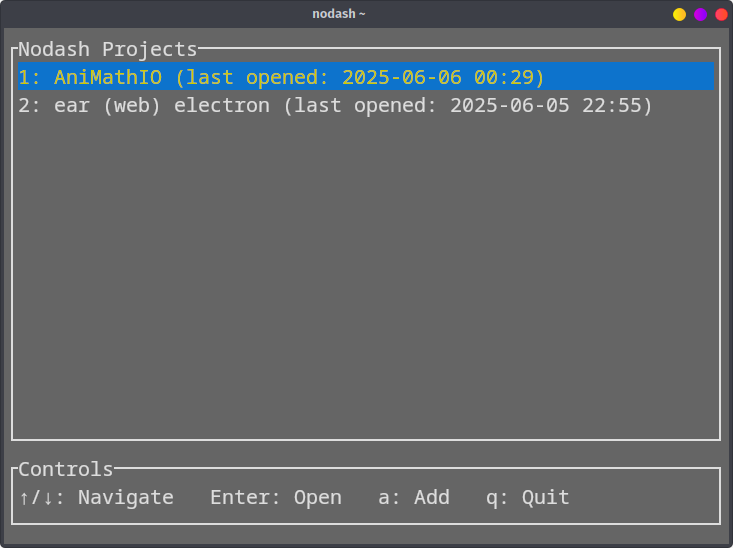 nodash ~
Nodash Projects
1: AniMathIO (last opened: 2025-06-06 00:29)
2: ear (web) electron (last opened: 2025-06-05 22:55)
Controls
↑/↓: Navigate   Enter: Open   a: Add   q: Quit